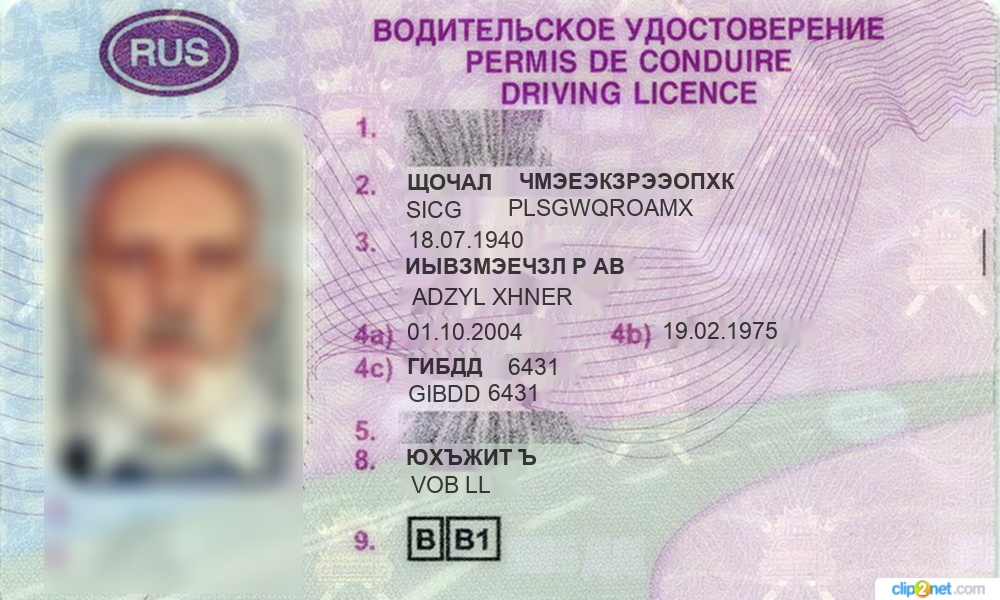 RUS
ВОДИТЕЛЬСКОЕ УДОСТОВЕРЕНИЕ
PERMIS DE CONDUIRE
DRIVING LICENCE
1.
2. ЩОЧАЛ ЧМЭЕЭКЗРЭЭОПХК
SICG PLSGWQROAMX
3. 18.07.1940
ИЫВЗМЭЕЧЗЛ Р АВ
ADZYL XHNER
4a) 01.10.2004 4b) 19.02.1975
4c) ГИБДД 6431
GIBDD 6431
5.
8. ЮХЪЖИТ Ъ
VOB LL
9. B B1
clip2net.com